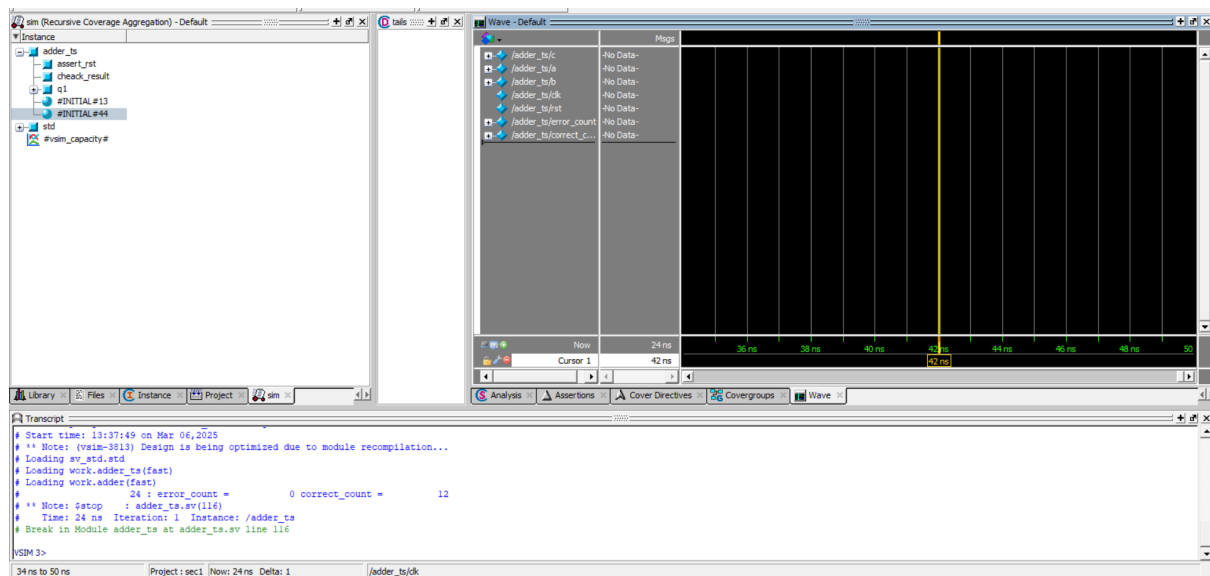 sim (Recursive Coverage Aggregation) - Default
Instance
adder_ts
assert_rst
cheack_result
q1
#INITIAL#13
#INITIAL#44
std
#vsim_capacity#
Library
Files
Instance
Project
sim
tails
Wave - Default
Msgs
/adder_ts/c -No Data-
/adder_ts/a -No Data-
/adder_ts/b -No Data-
/adder_ts/clk -No Data-
/adder_ts/rst -No Data-
/adder_ts/error_count -No Data-
/adder_ts/correct_c... -No Data-
Now 24 ns
36 ns 38 ns 40 ns 42 ns 44 ns 46 ns 48 ns 50
Cursor 1 42 ns
42 ns
Analysis
Assertions
Cover Directives
Covergroups
Wave
Transcript
# Start time: 13:37:49 on Mar 06,2025
# ** Note: (vsim-3813) Design is being optimized due to module recompilation...
# Loading sv_std.std
# Loading work.adder_ts(fast)
# Loading work.adder(fast)
# 24 : error_count = 0 correct_count = 12
# ** Note: $stop : adder_ts.sv(116)
# Time: 24 ns Iteration: 1 Instance: /adder_ts
# Break in Module adder_ts at adder_ts.sv line 116
VSIM 3>
34 ns to 50 ns Project : sec1 Now: 24 ns Delta: 1 /adder_ts/clk